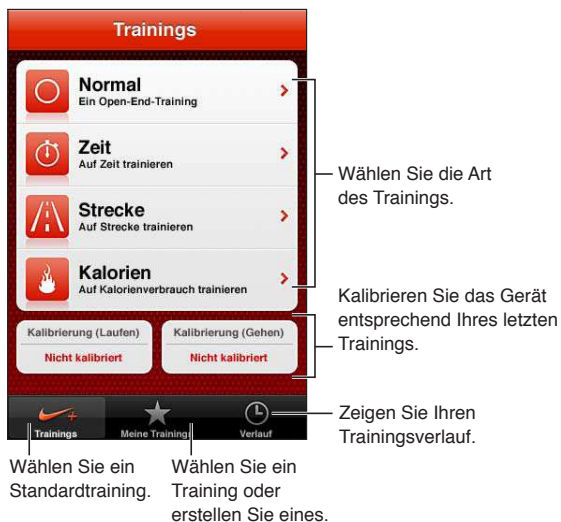 Trainings
Normal
Ein Open-End-Training
Zeit
Auf Zeit trainieren
Strecke
Auf Strecke trainieren
Kalorien
Auf Kalorienverbrauch trainieren
Wählen Sie die Art
des Trainings.
Kalibrierung (Laufen)
Nicht kalibriert
Kalibrierung (Gehen)
Nicht kalibriert
Kalibrieren Sie das Gerät
entsprechend Ihres letzten
Trainings.
Trainings
Meine Trainings
Verlauf
Zeigen Sie Ihren
Trainingsverlauf.
Wählen Sie ein
Standardtraining.
Wählen Sie ein
Training oder
erstellen Sie eines.